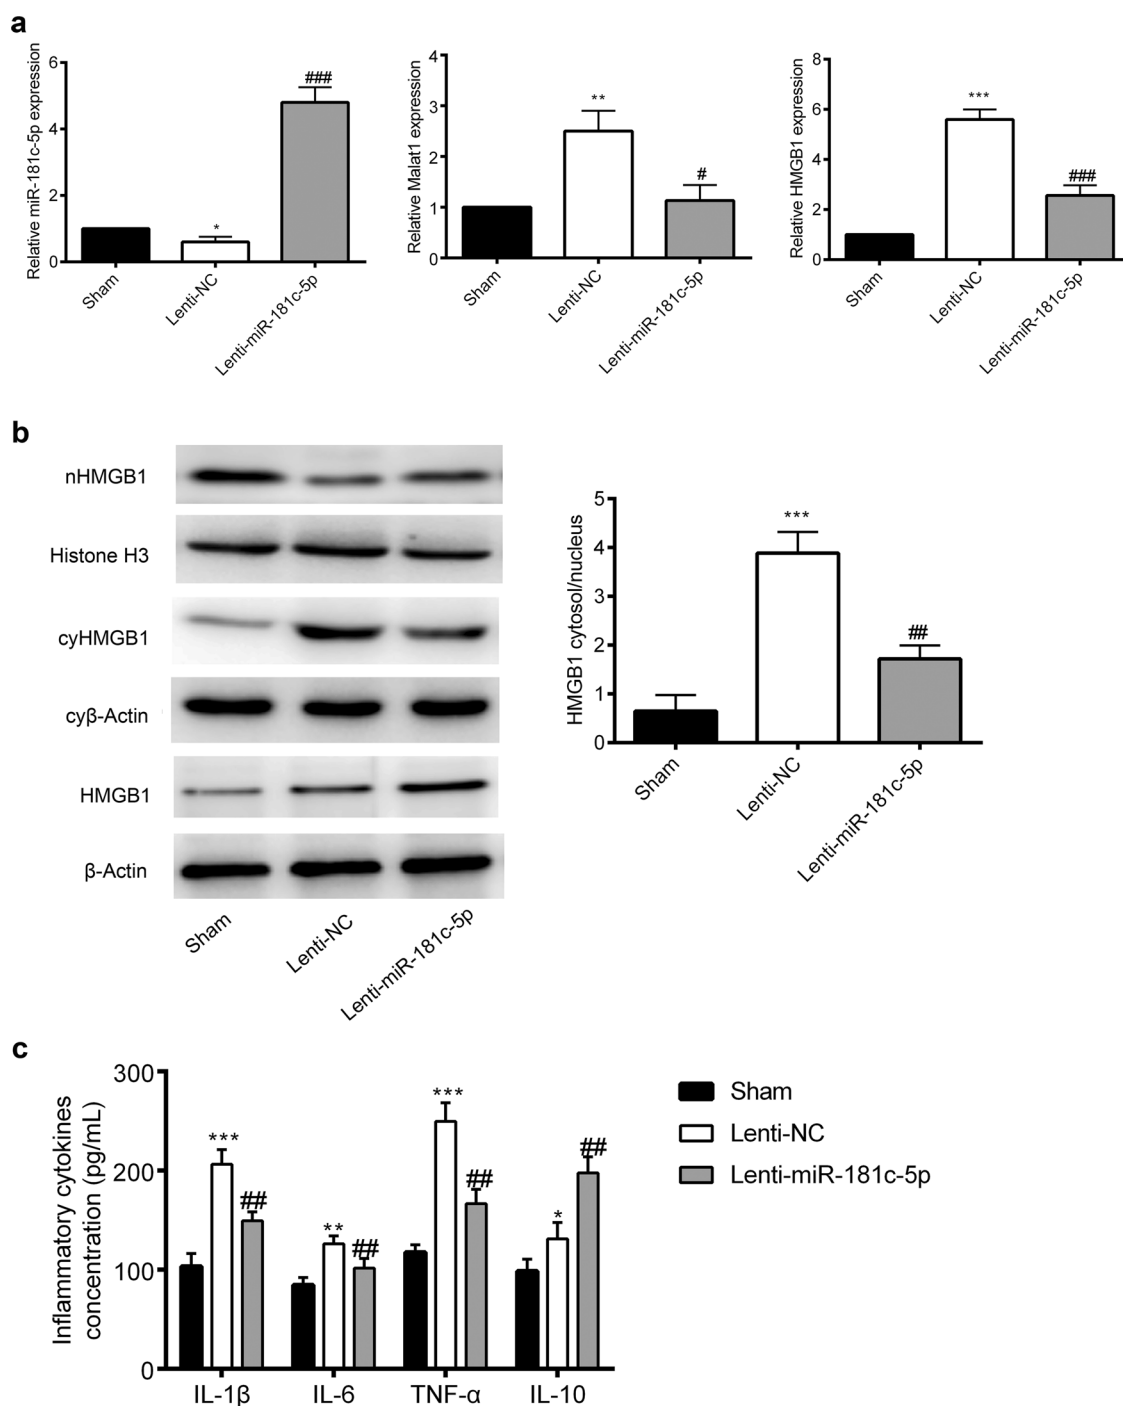 a
Relative miR-181c-5p expression
6
4
2
0
*
###
Sham
Lenti-NC
Lenti-miR-181c-5p
Relative Malat1 expression
4
3
2
1
0
**
#
Sham
Lenti-NC
Lenti-miR-181c-5p
Relative HMGB1 expression
8
6
4
2
0
***
###
Sham
Lenti-NC
Lenti-miR-181c-5p
b
nHMGB1
Histone H3
cyHMGB1
cyβ-Actin
HMGB1
β-Actin
Sham
Lenti-NC
Lenti-miR-181c-5p
HMGB1 cytosol/nucleus
5
4
3
2
1
0
***
##
Sham
Lenti-NC
Lenti-miR-181c-5p
c
Inflammatory cytokines
concentration (pg/mL)
300
200
100
0
***
##
**
##
***
##
*
##
IL-1β
IL-6
TNF-α
IL-10
Sham
Lenti-NC
Lenti-miR-181c-5p